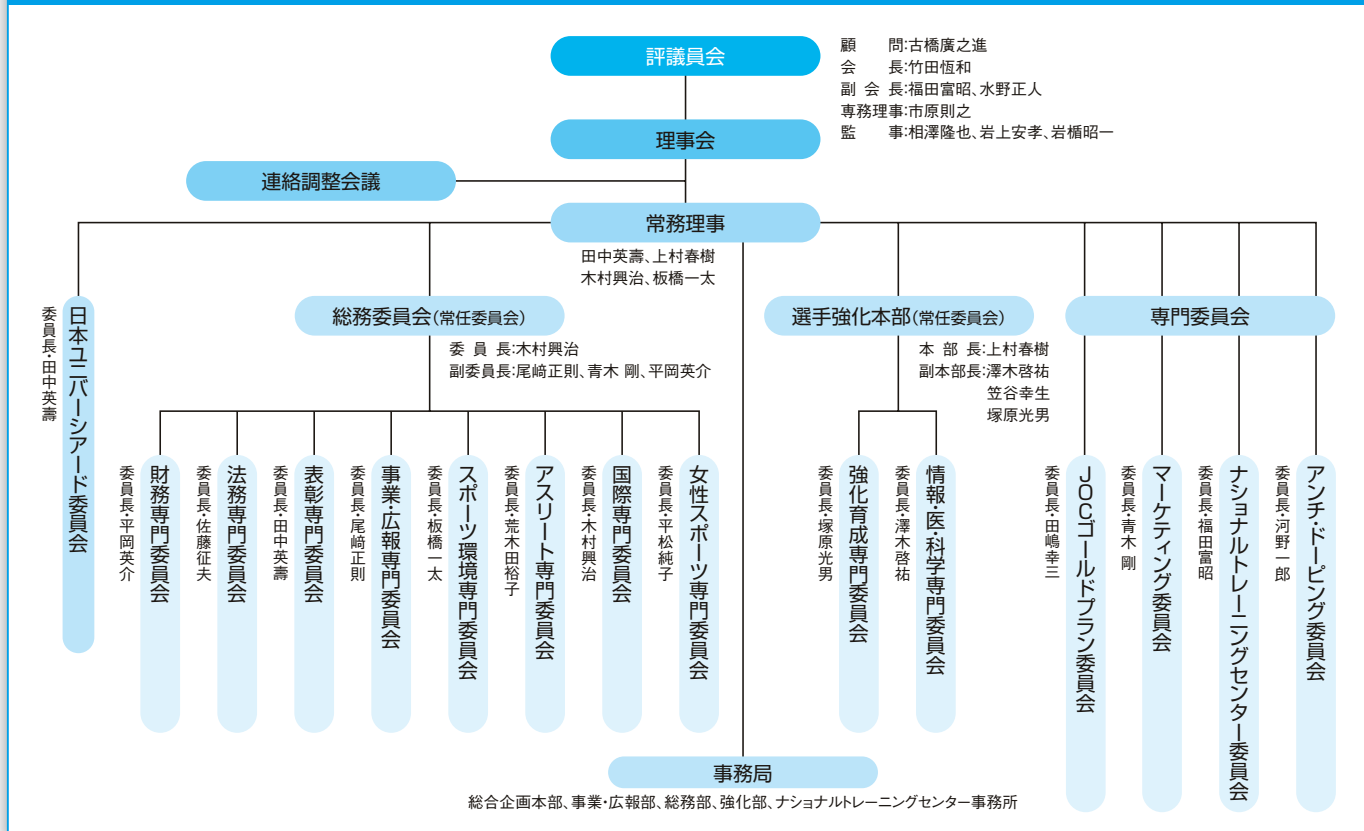 評議員会
顧　　問:古橋廣之進
会　　長:竹田恆和
副 会 長:福田富昭、水野正人
専務理事:市原則之
監　　事:相澤隆也、岩上安孝、岩楯昭一
理事会
連絡調整会議
常務理事
田中英壽、上村春樹
木村興治、板橋一太
日本ユニバーシアード委員会
委員長・田中英壽
総務委員会(常任委員会)
委 員 長:木村興治
副委員長:尾﨑正則、青木 剛、平岡英介
財務専門委員会
委員長・平岡英介
法務専門委員会
委員長・佐藤征夫
表彰専門委員会
委員長・田中英壽
事業・広報専門委員会
委員長・尾﨑正則
スポーツ環境専門委員会
委員長・板橋一太
アスリート専門委員会
委員長・荒木田裕子
国際専門委員会
委員長・木村興治
女性スポーツ専門委員会
委員長・平松純子
選手強化本部(常任委員会)
本 部 長:上村春樹
副本部長:澤木啓祐
笠谷幸生
塚原光男
強化育成専門委員会
委員長・塚原光男
情報・医・科学専門委員会
委員長・澤木啓祐
専門委員会
JOCゴールドプラン委員会
委員長・田嶋幸三
マーケティング委員会
委員長・青木 剛
ナショナルトレーニングセンター委員会
委員長・福田富昭
アンチ・ドーピング委員会
委員長・河野一郎
事務局
総合企画本部、事業・広報部、総務部、強化部、ナショナルトレーニングセンター事務所